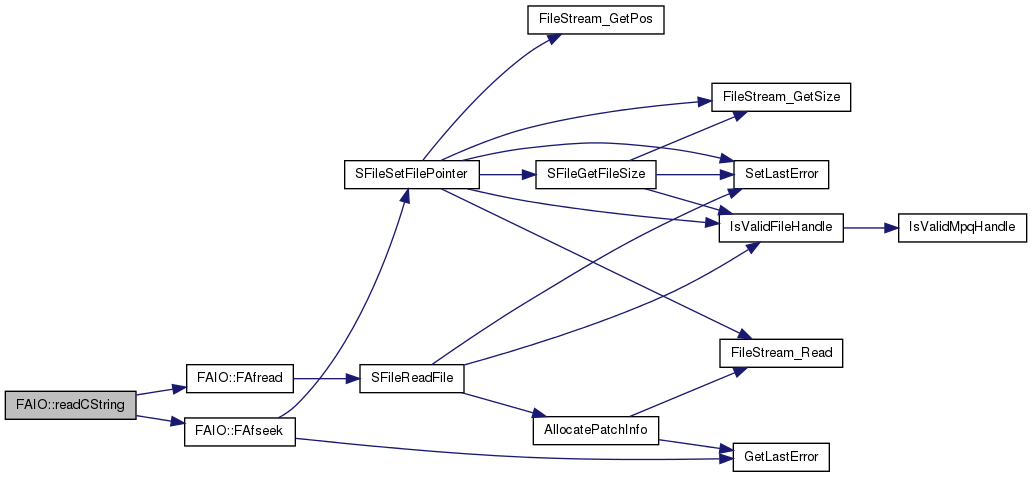 FileStream_GetPos
FileStream_GetSize
SFileSetFilePointer
SFileGetFileSize
SetLastError
IsValidFileHandle
IsValidMpqHandle
FileStream_Read
FAIO::FAfread
SFileReadFile
FAIO::readCString
FAIO::FAfseek
AllocatePatchInfo
GetLastError